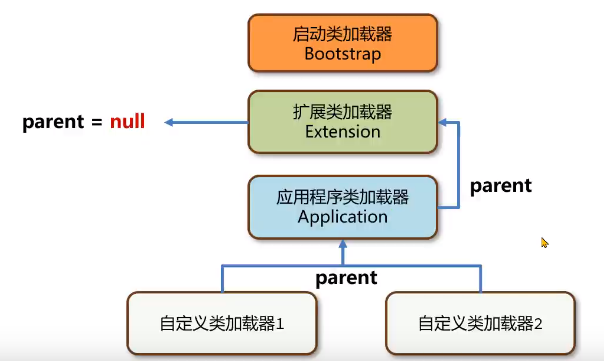 启动类加载器
Bootstrap
扩展类加载器
Extension
parent = null
应用程序类加载器
Application
parent
parent
自定义类加载器1
自定义类加载器2